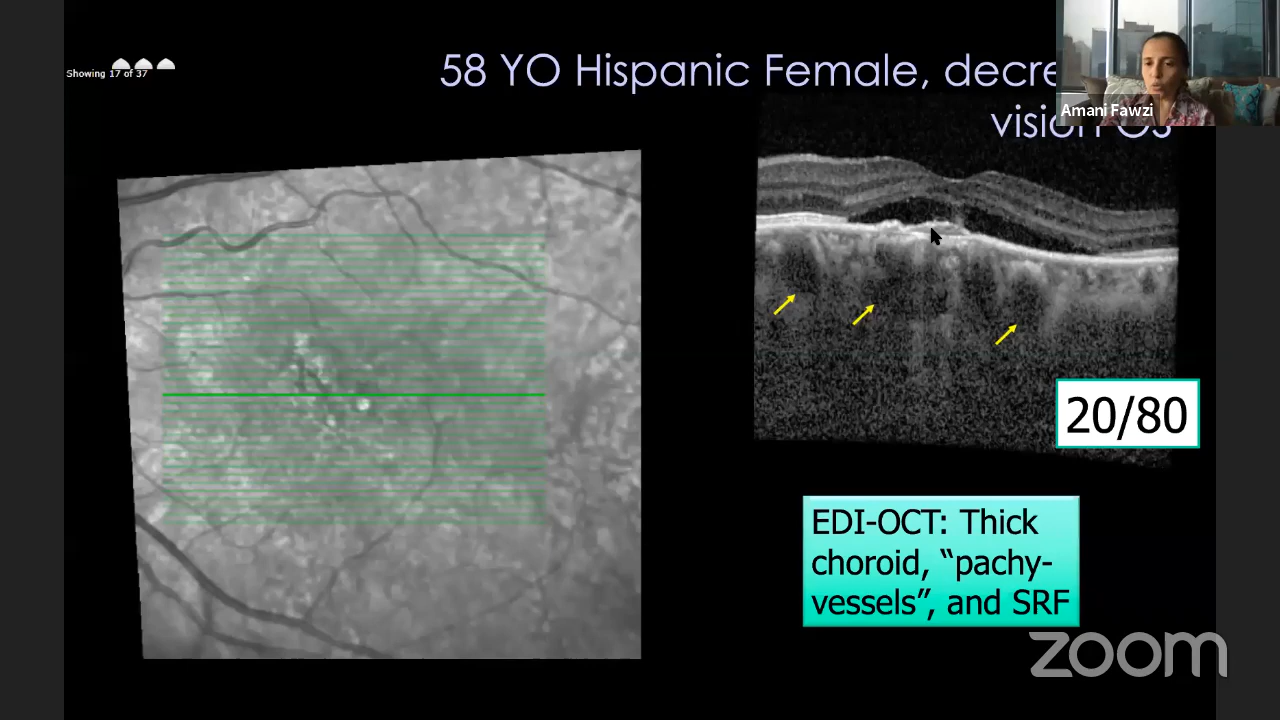 Showing 17 of 37
58 YO Hispanic Female,
Amani Fawzi
vision OS
20/80
EDI-OCT: Thick
choroid, “pachy-
vessels”, and SRF
zoom